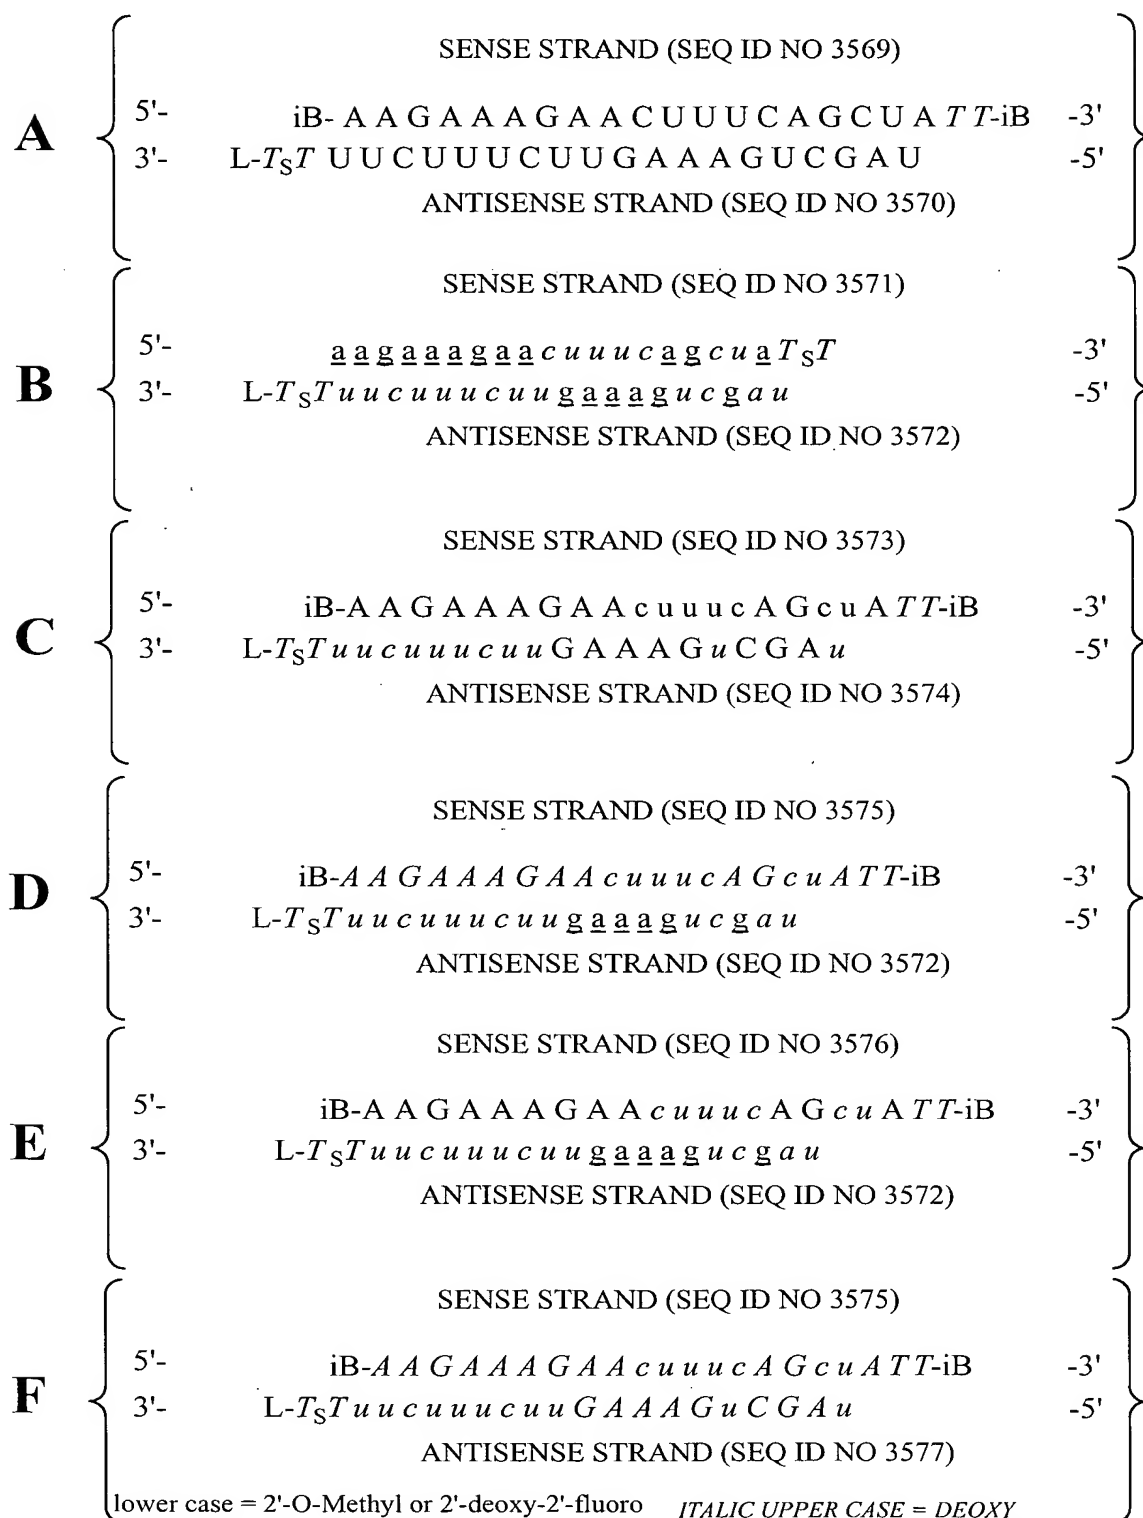 SENSE STRAND (SEQ ID NO 3569)
A
5'- iB- A A G A A A G A A C U U U C A G C U A T T-iB -3'
3'- L-TST U U C U U U C U U G A A A G U C G A U -5'
ANTISENSE STRAND (SEQ ID NO 3570)
SENSE STRAND (SEQ ID NO 3571)
B
5'- a a g a a a g a a c u u u c a g c u a TST -3'
3'- L-TST u u c u u u c u u g a a a g u c g a u -5'
ANTISENSE STRAND (SEQ ID NO 3572)
SENSE STRAND (SEQ ID NO 3573)
C
5'- iB-A A G A A A G A A c u u u c A G c u A T T-iB -3'
3'- L-TST u u c u u u c u u G A A A G u C G A u -5'
ANTISENSE STRAND (SEQ ID NO 3574)
SENSE STRAND (SEQ ID NO 3575)
D
5'- iB-A A G A A A G A A c u u u c A G c u A T T-iB -3'
3'- L-TST u u c u u u c u u g a a a g u c g a u -5'
ANTISENSE STRAND (SEQ ID NO 3572)
SENSE STRAND (SEQ ID NO 3576)
E
5'- iB-A A G A A A G A A c u u u c A G c u A T T-iB -3'
3'- L-TST u u c u u u c u u g a a a g u c g a u -5'
ANTISENSE STRAND (SEQ ID NO 3572)
SENSE STRAND (SEQ ID NO 3575)
F
5'- iB-A A G A A A G A A c u u u c A G c u A T T-iB -3'
3'- L-TST u u c u u u c u u G A A A G u C G A u -5'
ANTISENSE STRAND (SEQ ID NO 3577)
lower case = 2'-O-Methyl or 2'-deoxy-2'-fluoro ITALIC UPPER CASE = DEOXY